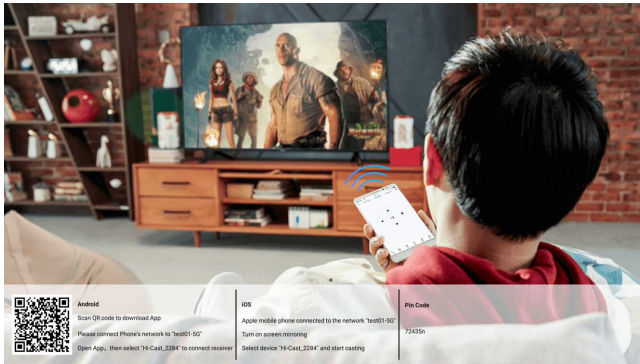 Android
Scan QR code to download App
Please connect Phone's network to "test01-5G"
Open App, then select "Hi-Cast_2284" to connect receiver
iOS
Apple mobile phone connected to the network "test01-5G"
Turn on screen mirroring
Select device "Hi-Cast_2284" and start casting
Pin Code
72435n